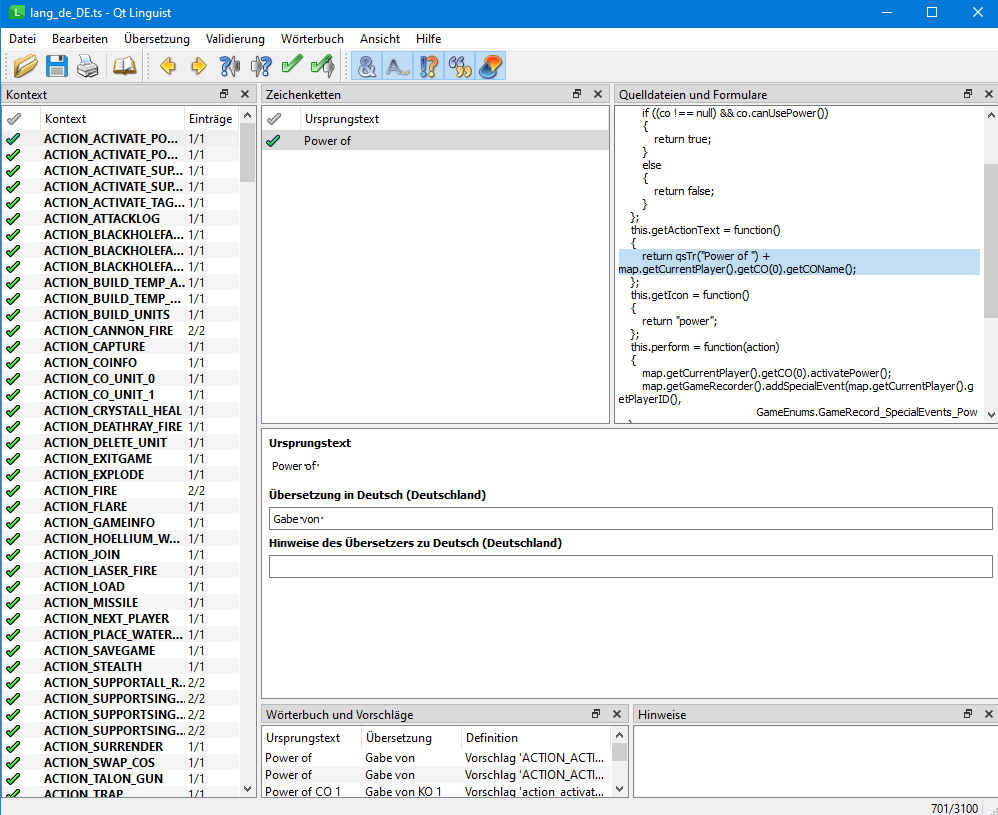 lang_de_DE.ts - Qt Linguist
Datei Bearbeiten Übersetzung Validierung Wörterbuch Ansicht Hilfe
Kontext
Kontext Einträge
ACTION_ACTIVATE_PO... 1/1
ACTION_ACTIVATE_PO... 1/1
ACTION_ACTIVATE_SUP... 1/1
ACTION_ACTIVATE_SUP... 1/1
ACTION_ACTIVATE_TAG... 1/1
ACTION_ATTACKLOG 1/1
ACTION_BLACKHOLEFA... 1/1
ACTION_BLACKHOLEFA... 1/1
ACTION_BLACKHOLEFA... 1/1
ACTION_BUILD_TEMP_A... 1/1
ACTION_BUILD_TEMP_... 1/1
ACTION_BUILD_UNITS 1/1
ACTION_CANNON_FIRE 2/2
ACTION_CAPTURE 1/1
ACTION_COINFO 1/1
ACTION_CO_UNIT_0 1/1
ACTION_CO_UNIT_1 1/1
ACTION_CRYSTALL_HEAL 1/1
ACTION_DEATHRAY_FIRE 1/1
ACTION_DELETE_UNIT 1/1
ACTION_EXITGAME 1/1
ACTION_EXPLODE 1/1
ACTION_FIRE 2/2
ACTION_FLARE 1/1
ACTION_GAMEINFO 1/1
ACTION_HOELLIUM_W... 1/1
ACTION_JOIN 1/1
ACTION_LASER_FIRE 1/1
ACTION_LOAD 1/1
ACTION_MISSILE 1/1
ACTION_NEXT_PLAYER 1/1
ACTION_PLACE_WATER... 1/1
ACTION_SAVEGAME 1/1
ACTION_STEALTH 1/1
ACTION_SUPPORTALL_R... 2/2
ACTION_SUPPORTSING... 2/2
ACTION_SUPPORTSING... 2/2
ACTION_SUPPORTSING... 2/2
ACTION_SURRENDER 1/1
ACTION_SWAP_COS 1/1
ACTION_TALON_GUN 1/1
ACTION_TRAP 1/1
Zeichenketten
Ursprungstext
Power of
Quelldateien und Formulare
if ((co !== null) && co.canUsePower())
{
return true;
}
else
{
return false;
}
};
this.getActionText = function()
{
return qsTr("Power of ") +
map.getCurrentPlayer().getCO(0).getCOName();
};
this.getIcon = function()
{
return "power";
};
this.perform = function(action)
{
map.getCurrentPlayer().getCO(0).activatePower();
map.getGameRecorder().addSpecialEvent(map.getCurrentPlayer().g
etPlayerID(),
GameEnums.GameRecord_SpecialEvents_Pow
Ursprungstext
Power·of·
Übersetzung in Deutsch (Deutschland)
Gabe·von·
Hinweise des Übersetzers zu Deutsch (Deutschland)
Wörterbuch und Vorschläge
Ursprungstext Übersetzung Definition
Power of Gabe von Vorschlag 'ACTION_ACTI...
Power of Gabe von Vorschlag 'ACTION_ACTI...
Power of CO 1 Gabe von KO 1 Vorschlag 'action_activat...
Hinweise
701/3100